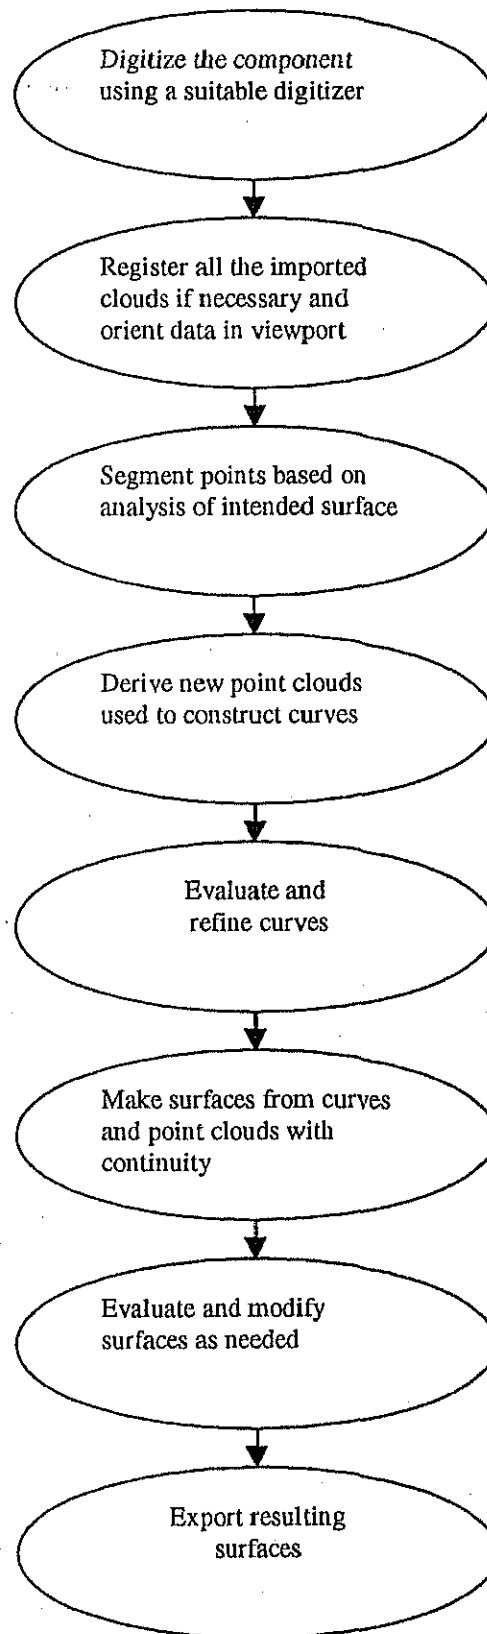 Digitize the component
using a suitable digitizer
Register all the imported
clouds if necessary and
orient data in viewport
Segment points based on
analysis of intended surface
Derive new point clouds
used to construct curves
Evaluate and
refine curves
Make surfaces from curves
and point clouds with
continuity
Evaluate and modify
surfaces as needed
Export resulting
surfaces